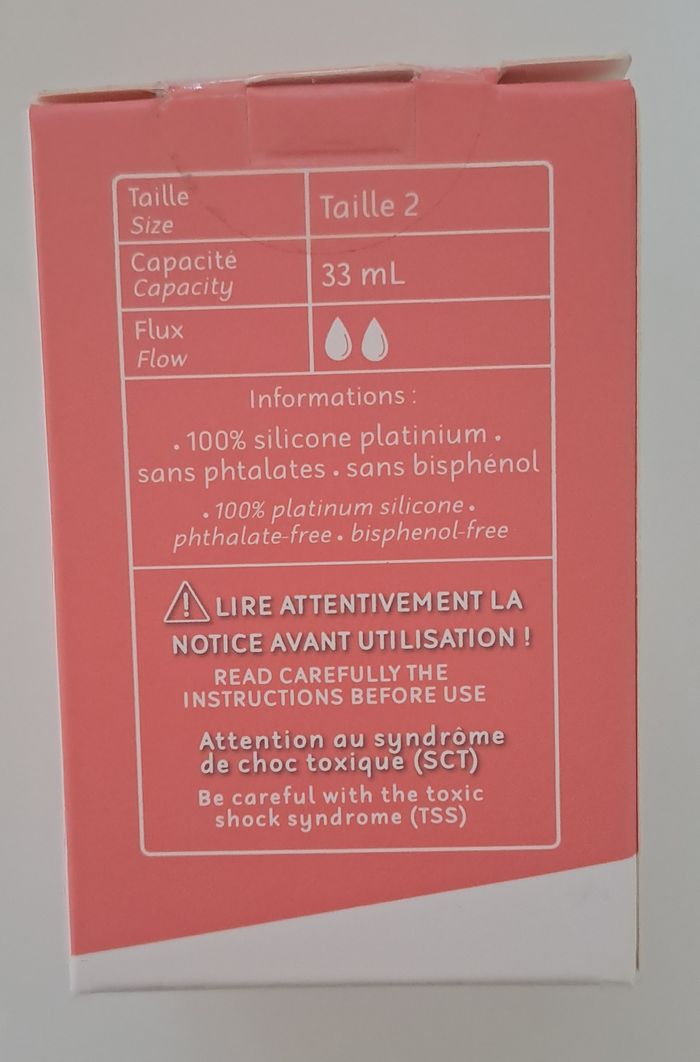 Taille
Size
Taille 2
Capacité
Capacity
33 mL
Flux
Flow
Informations :
• 100% silicone platinium •
sans phtalates • sans bisphénol
• 100% platinum silicone •
phthalate-free • bisphenol-free
LIRE ATTENTIVEMENT LA
NOTICE AVANT UTILISATION !
READ CAREFULLY THE
INSTRUCTIONS BEFORE USE
Attention au syndrôme
de choc toxique (SCT)
Be careful with the toxic
shock syndrome (TSS)